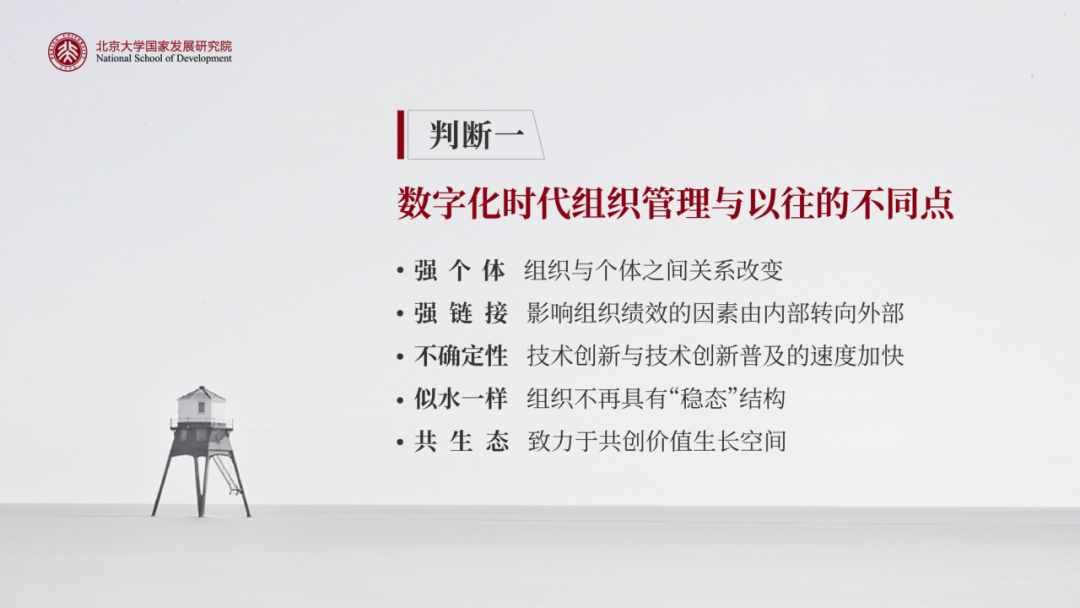 北京大学国家发展研究院
National School of Development
判断一
数字化时代组织管理与以往的不同点
• 强个体 组织与个体之间关系改变
• 强链接 影响组织绩效的因素由内部转向外部
• 不确定性 技术创新与技术创新普及的速度加快
• 似水一样 组织不再具有“稳态”结构
• 共生态 致力于共创价值生长空间